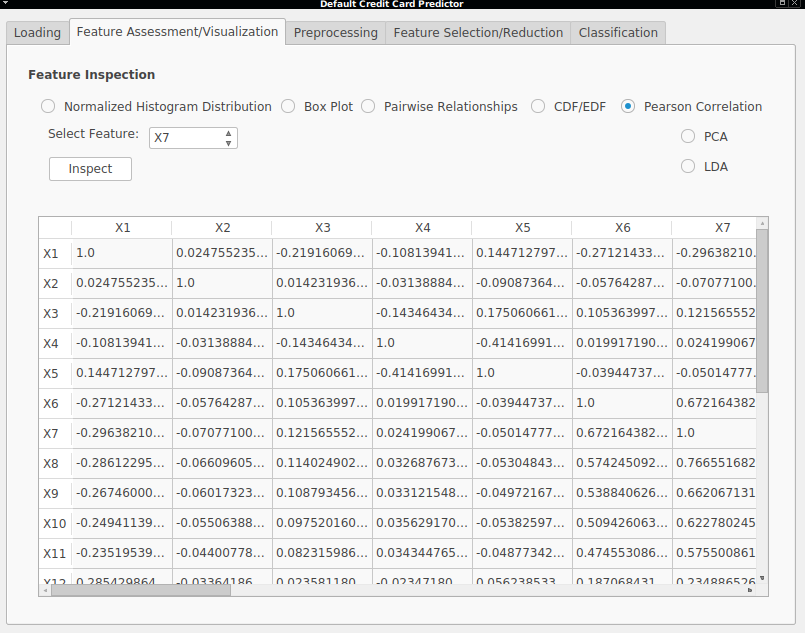 Default Credit Card Predictor
Loading Feature Assessment/Visualization Preprocessing Feature Selection/Reduction Classification
Feature Inspection
Normalized Histogram Distribution Box Plot Pairwise Relationships CDF/EDF Pearson Correlation
Select Feature: X7 PCA
Inspect LDA
X1 X2 X3 X4 X5 X6 X7
X1 1.0 0.024755235... -0.21916069... -0.10813941... 0.144712797... -0.27121433... -0.29638210.
X2 0.024755235... 1.0 0.014231936... -0.03138884... -0.09087364... -0.05764287... -0.07077100.
X3 -0.21916069... 0.014231936... 1.0 -0.14346434... 0.175060661... 0.105363997... 0.121565552
X4 -0.10813941... -0.03138884... -0.14346434... 1.0 -0.41416991... 0.019917190... 0.024199067
X5 0.144712797... -0.09087364... 0.175060661... -0.41416991... 1.0 -0.03944737... -0.05014777.
X6 -0.27121433... -0.05764287... 0.105363997... 0.019917190... -0.03944737... 1.0 0.672164382
X7 -0.29638210... -0.07077100... 0.121565552... 0.024199067... -0.05014777... 0.672164382... 1.0
X8 -0.28612295... -0.06609605... 0.114024902... 0.032687673... -0.05304843... 0.574245092... 0.766551682
X9 -0.26746000... -0.06017323... 0.108793456... 0.033121548... -0.04972167... 0.538840626... 0.662067131
X10 -0.24941139... -0.05506388... 0.097520160... 0.035629170... -0.05382597... 0.509426063... 0.622780245
X11 -0.23519539... -0.04400778... 0.082315986... 0.034344765... -0.04877342... 0.474553086... 0.575500861
X12 0.285429864... -0.03364186... 0.023581180... -0.02347180... 0.056238533... 0.187068431... 0.234886526